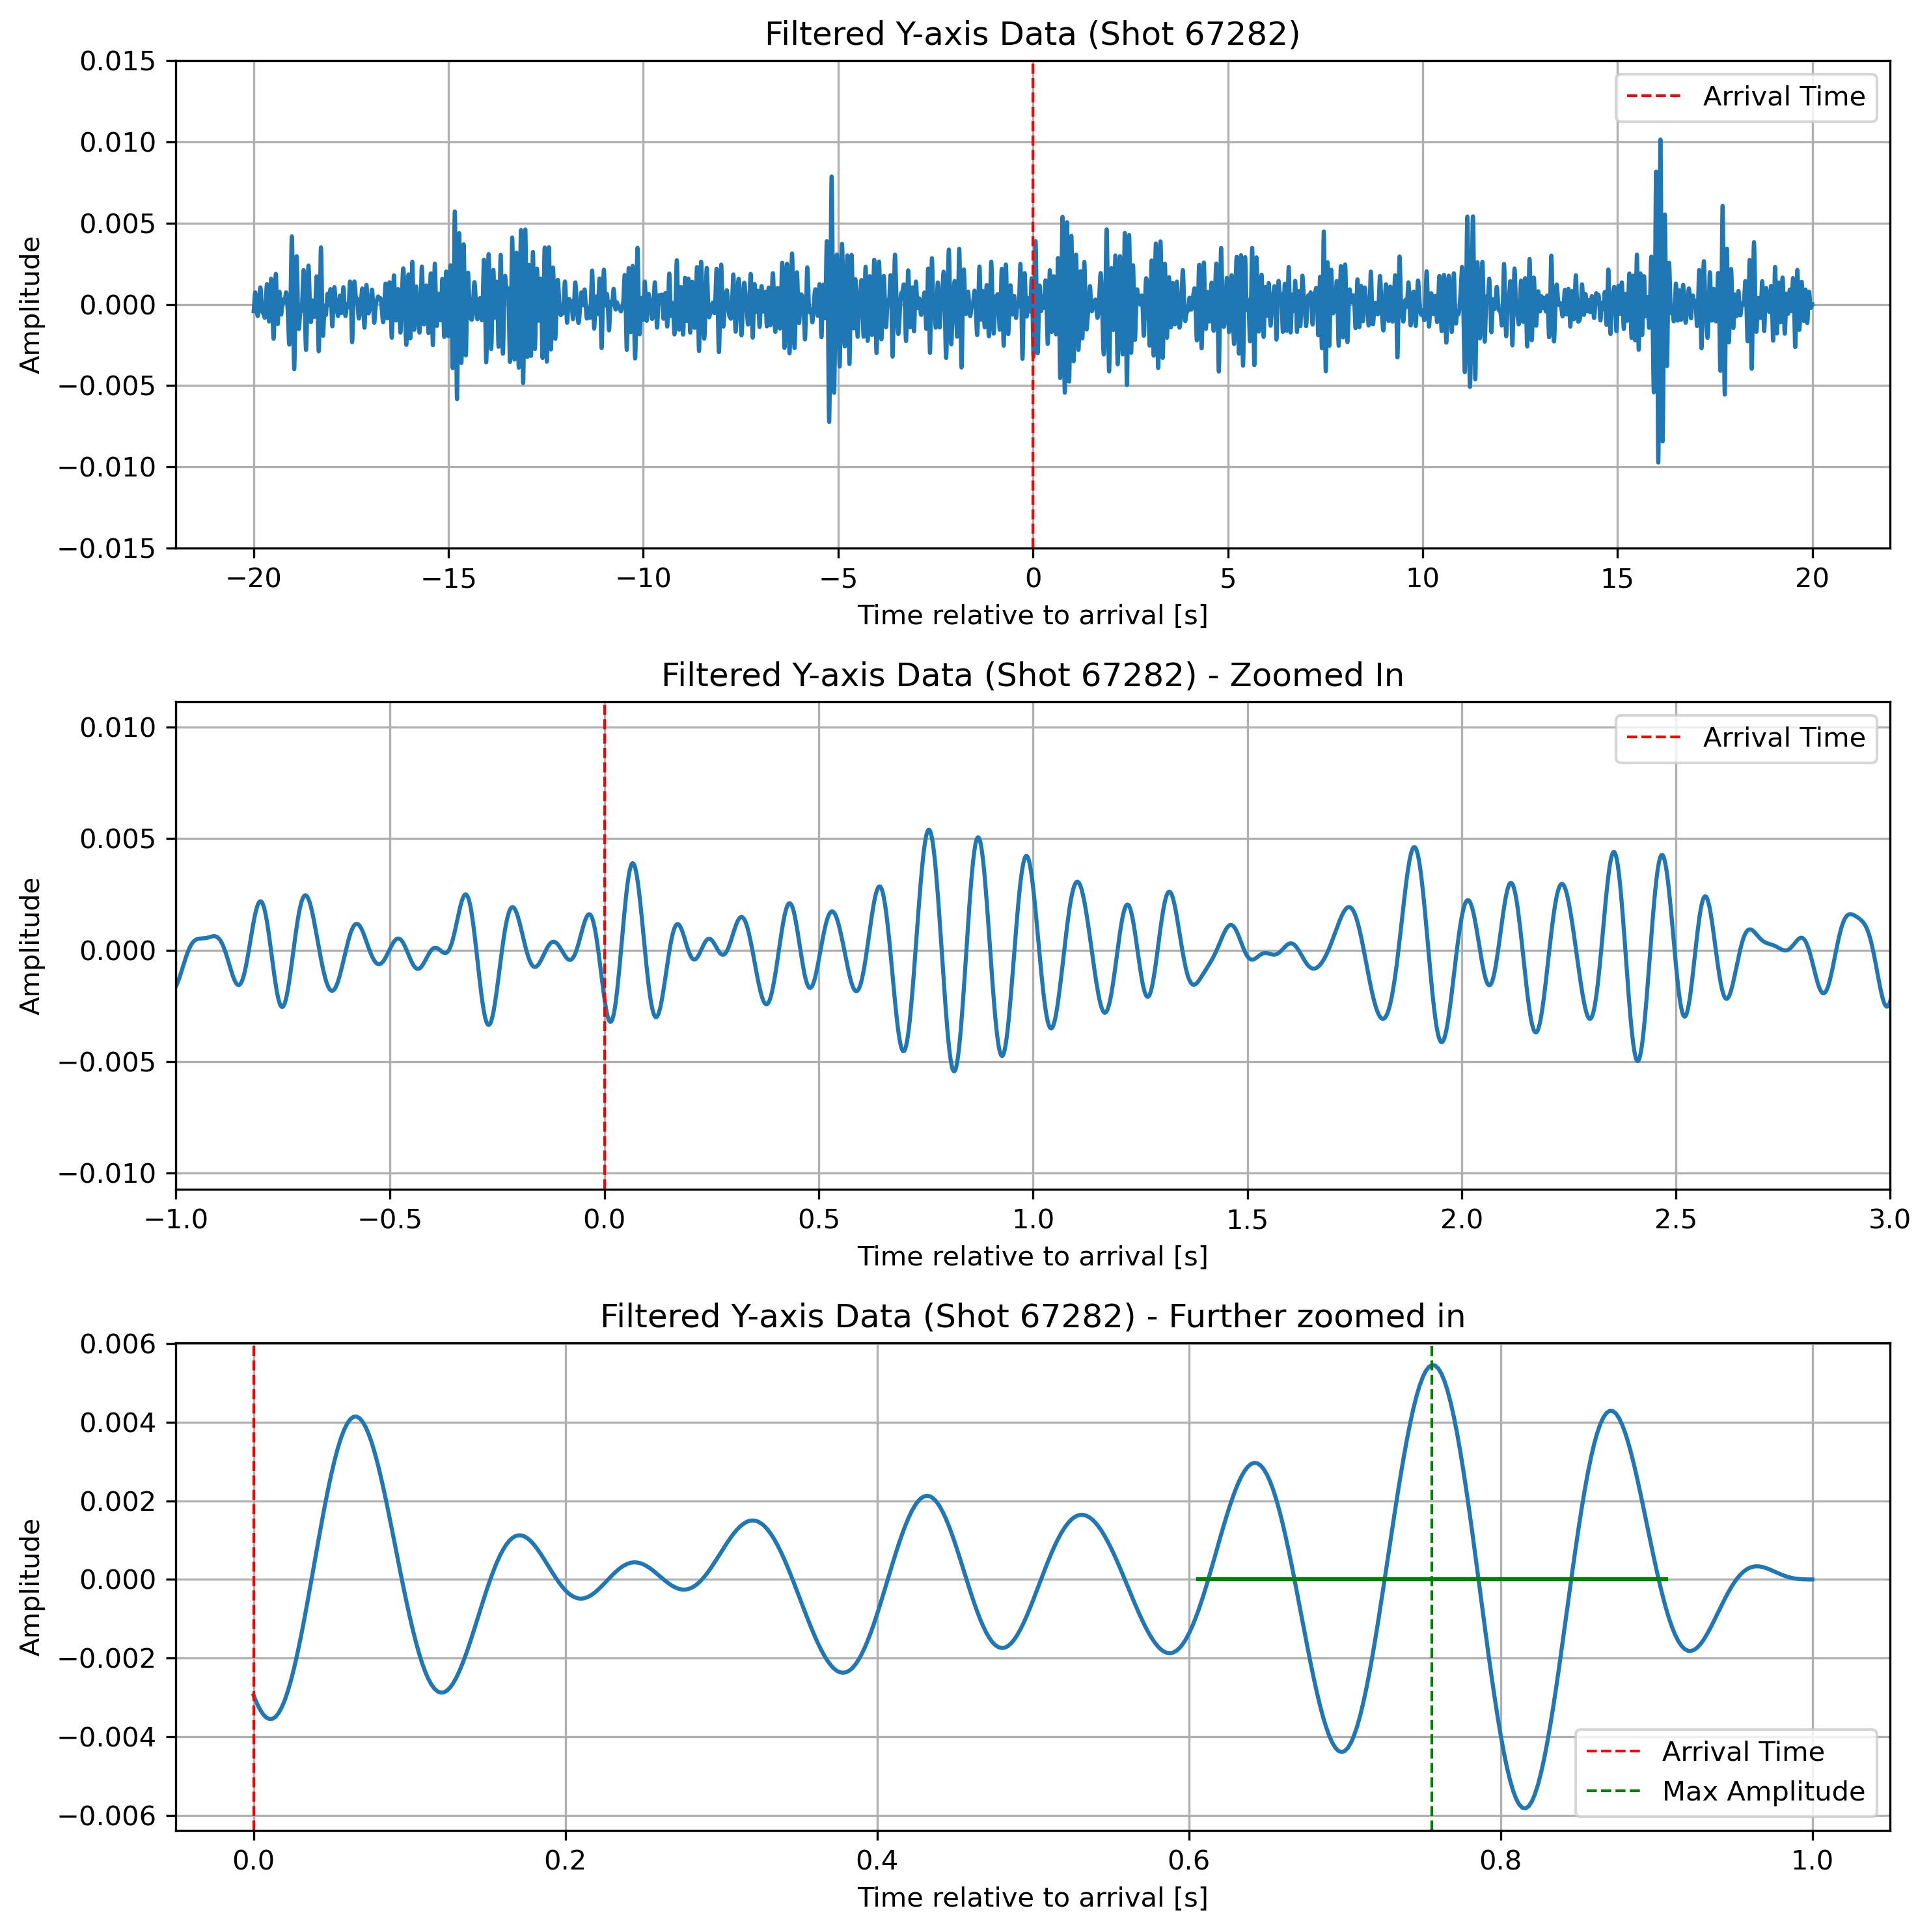 Filtered Y-axis Data (Shot 67282)
0.015
0.010
0.005
0.000
−0.005
−0.010
−0.015
Amplitude
Arrival Time
−20 −15 −10 −5 0 5 10 15 20
Time relative to arrival [s]
Filtered Y-axis Data (Shot 67282) - Zoomed In
0.010
0.005
0.000
−0.005
−0.010
Amplitude
Arrival Time
−1.0 −0.5 0.0 0.5 1.0 1.5 2.0 2.5 3.0
Time relative to arrival [s]
Filtered Y-axis Data (Shot 67282) - Further zoomed in
0.006
0.004
0.002
0.000
−0.002
−0.004
−0.006
Amplitude
Arrival Time
Max Amplitude
0.0 0.2 0.4 0.6 0.8 1.0
Time relative to arrival [s]